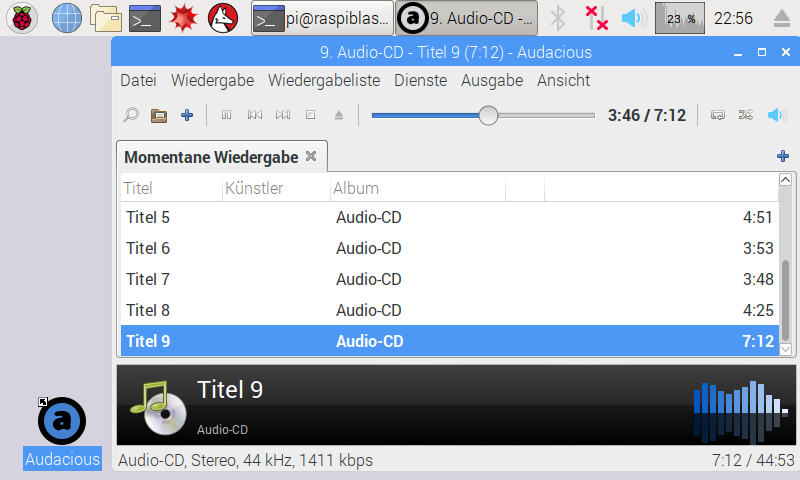 pi@raspiblas...
9. Audio-CD -...
23 %
22:56
9. Audio-CD - Titel 9 (7:12) - Audacious
Datei Wiedergabe Wiedergabeliste Dienste Ausgabe Ansicht
3:46 / 7:12
Momentane Wiedergabe
Titel Künstler Album
Titel 5 Audio-CD 4:51
Titel 6 Audio-CD 3:53
Titel 7 Audio-CD 3:48
Titel 8 Audio-CD 4:25
Titel 9 Audio-CD 7:12
Titel 9
Audio-CD
a
Audacious
Audio-CD, Stereo, 44 kHz, 1411 kbps
7:12 / 44:53